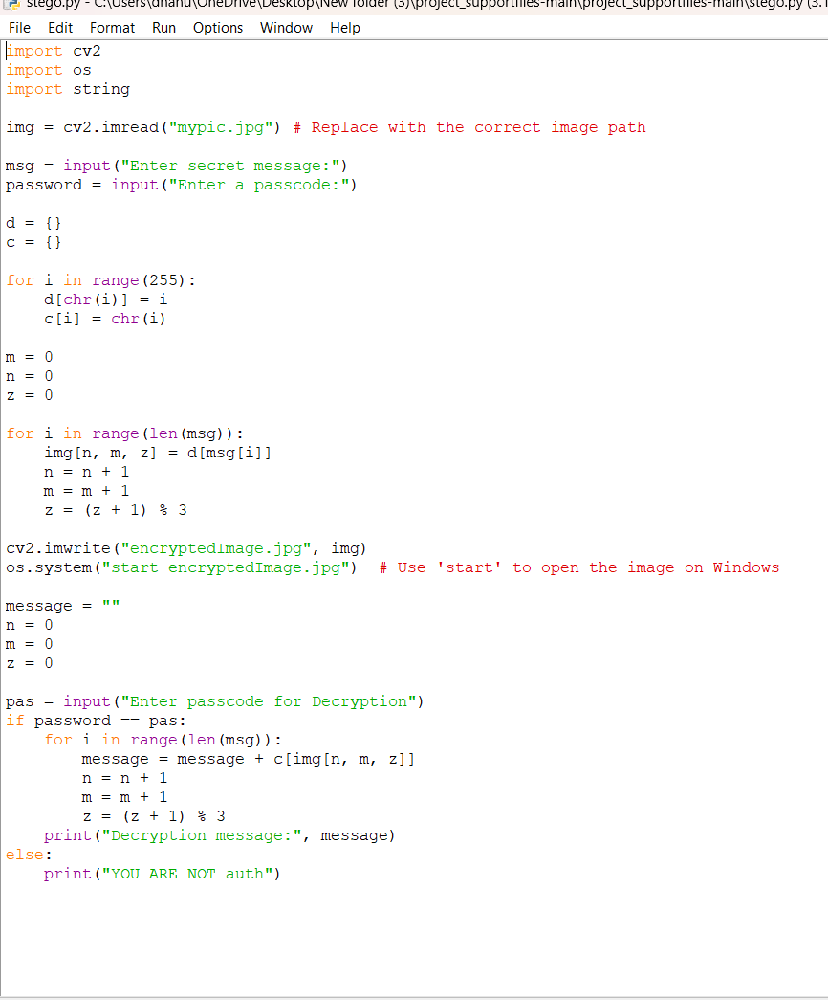 stego.py - C:\Users\dhanu\OneDrive\Desktop\New folder (3)\project_supportfiles-main\project_supportfiles-main\stego.py (3.1
File Edit Format Run Options Window Help
import cv2
import os
import string
img = cv2.imread("mypic.jpg") # Replace with the correct image path
msg = input("Enter secret message:")
password = input("Enter a passcode:")
d = {}
c = {}
for i in range(255):
    d[chr(i)] = i
    c[i] = chr(i)
m = 0
n = 0
z = 0
for i in range(len(msg)):
    img[n, m, z] = d[msg[i]]
    n = n + 1
    m = m + 1
    z = (z + 1) % 3
cv2.imwrite("encryptedImage.jpg", img)
os.system("start encryptedImage.jpg")  # Use 'start' to open the image on Windows
message = ""
n = 0
m = 0
z = 0
pas = input("Enter passcode for Decryption")
if password == pas:
    for i in range(len(msg)):
        message = message + c[img[n, m, z]]
        n = n + 1
        m = m + 1
        z = (z + 1) % 3
    print("Decryption message:", message)
else:
    print("YOU ARE NOT auth")